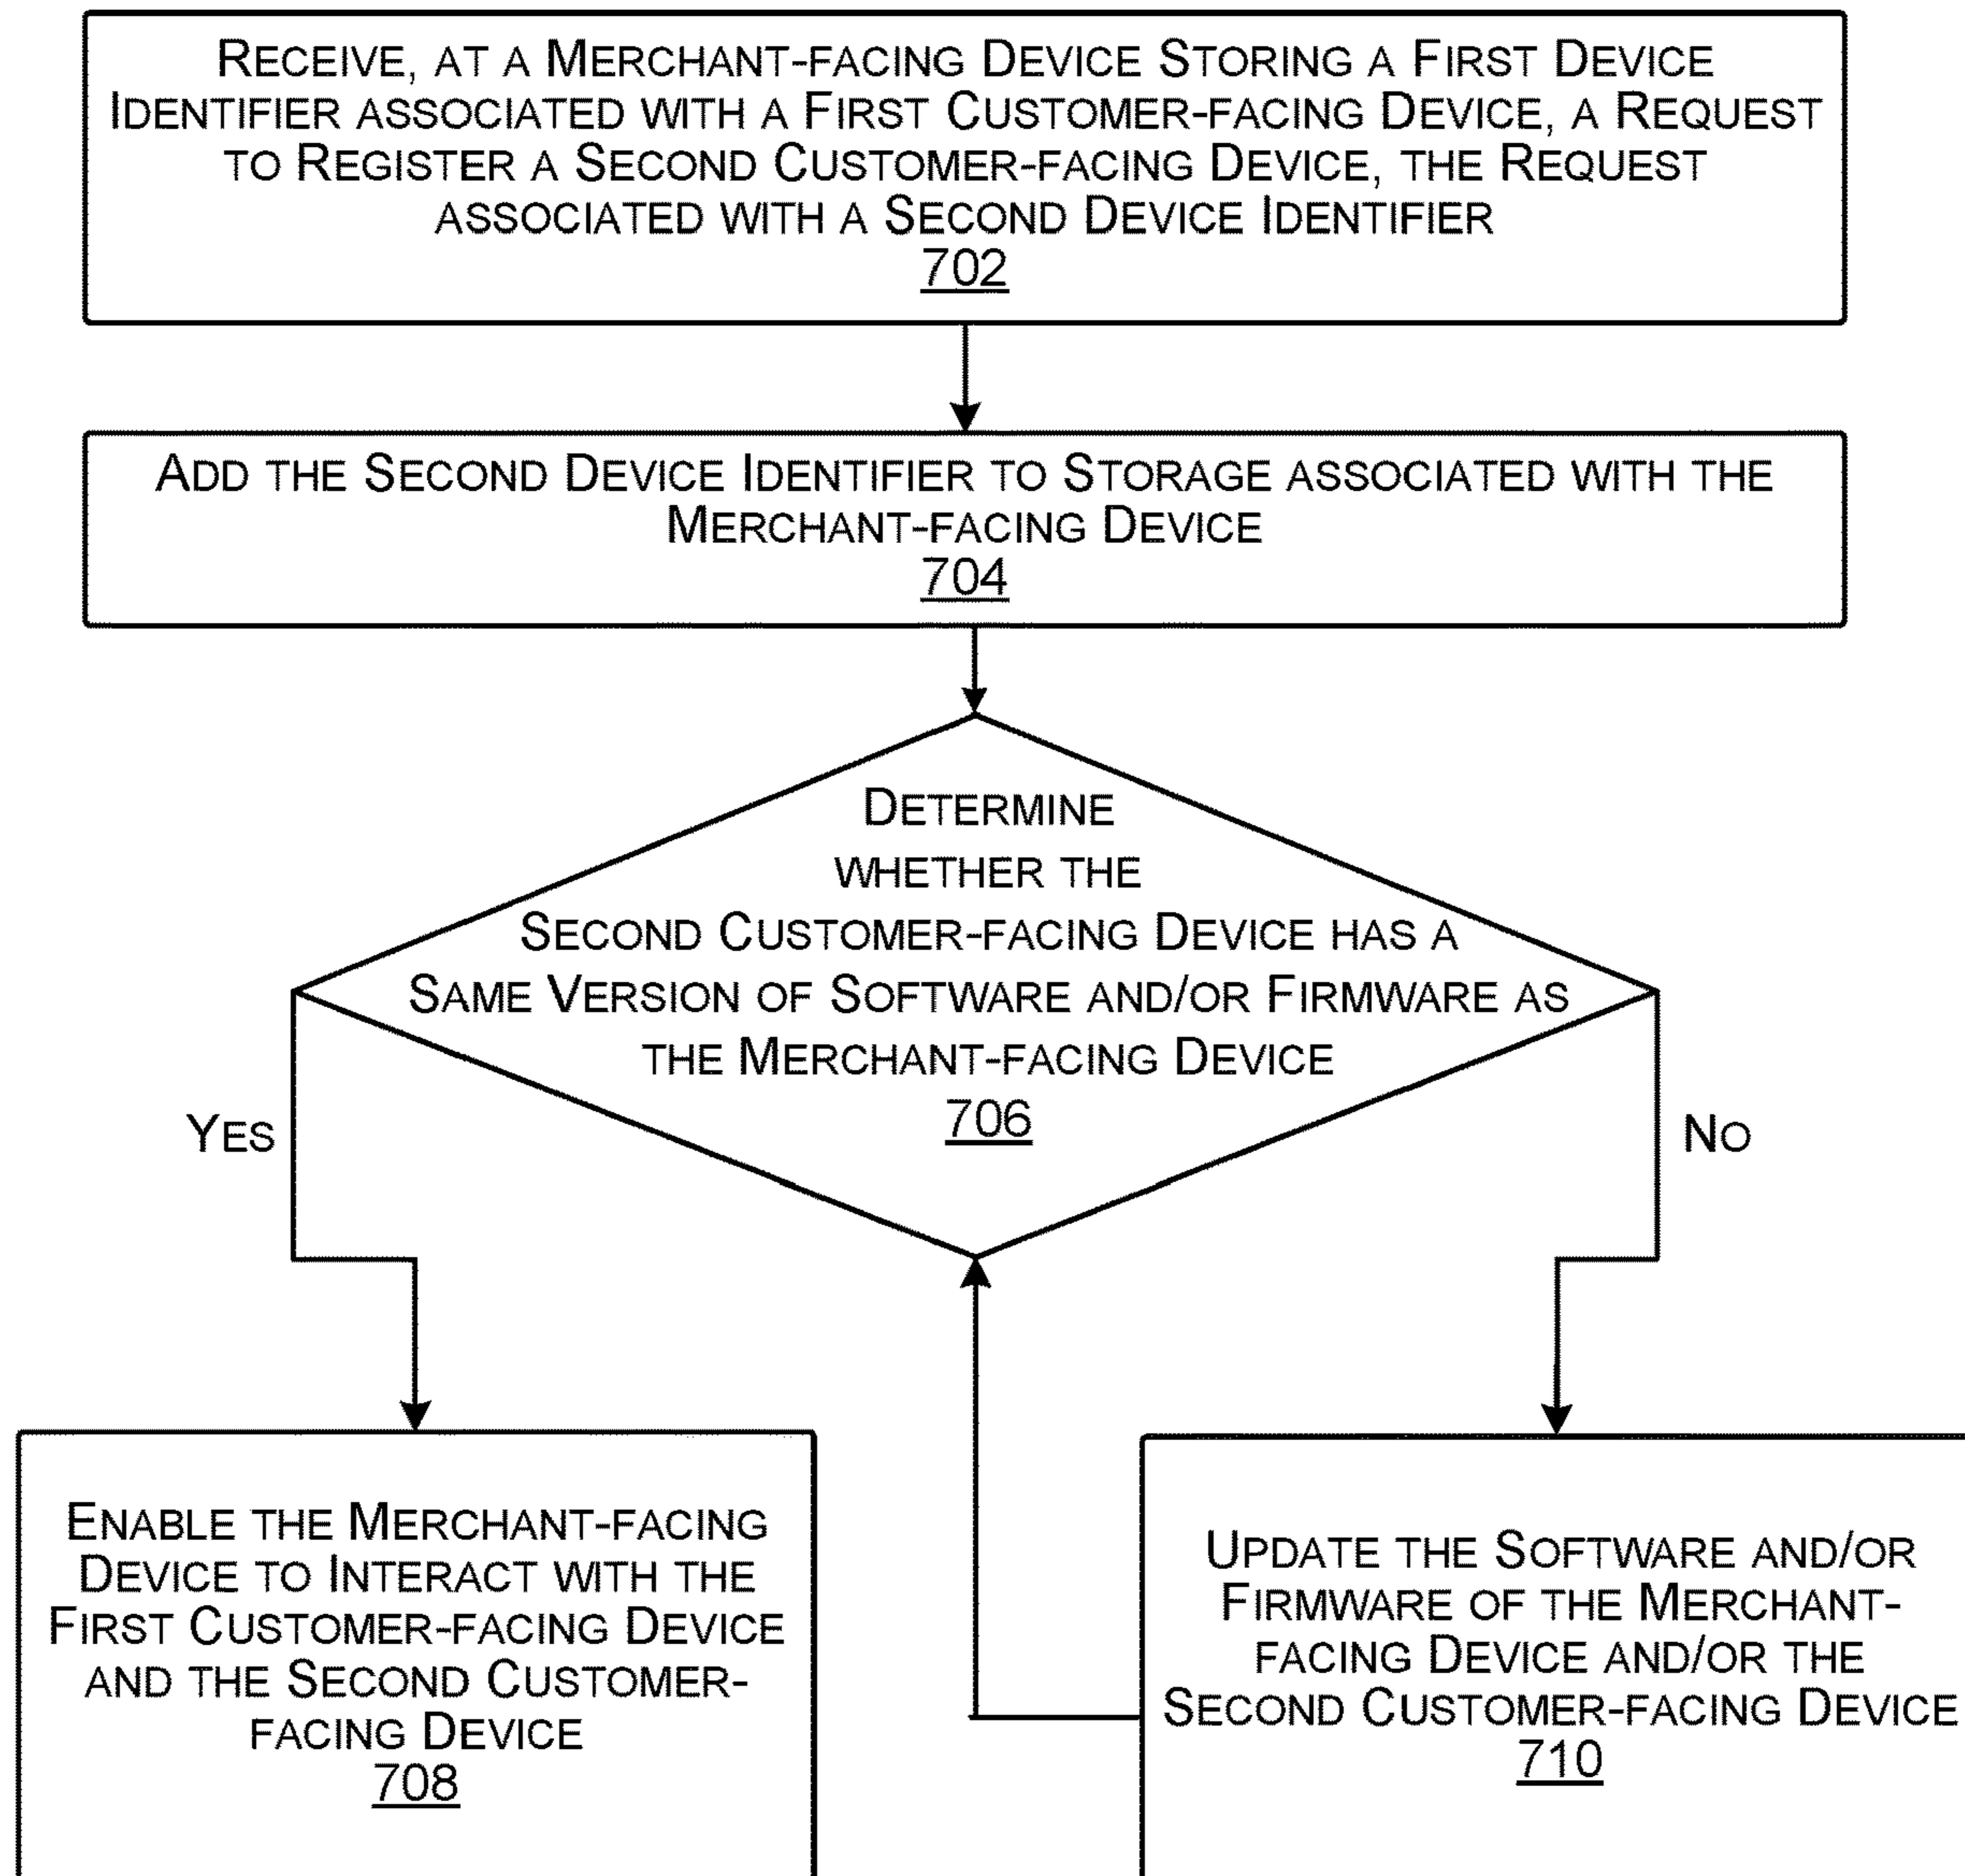 Receive, at a Merchant-facing Device Storing a First Device
Identifier associated with a First Customer-facing Device, a Request
to Register a Second Customer-facing Device, the Request
associated with a Second Device Identifier
702
Add the Second Device Identifier to Storage associated with the
Merchant-facing Device
704
Determine
whether the
Second Customer-facing Device has a
Same Version of Software and/or Firmware as
the Merchant-facing Device
706
Yes
No
Enable the Merchant-facing
Device to Interact with the
First Customer-facing Device
and the Second Customer-
facing Device
708
Update the Software and/or
Firmware of the Merchant-
facing Device and/or the
Second Customer-facing Device
710